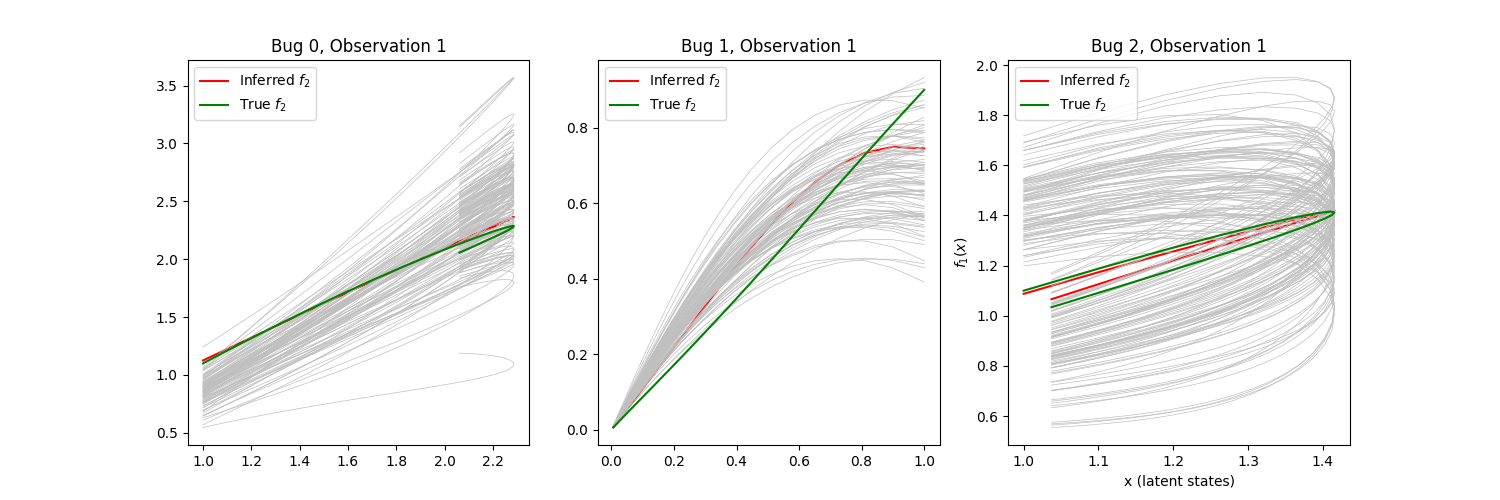 Bug 0, Observation 1
Inferred f₂
True f₂
3.5
3.0
2.5
2.0
1.5
1.0
0.5
1.0 1.2 1.4 1.6 1.8 2.0 2.2
Bug 1, Observation 1
Inferred f₂
True f₂
0.8
0.6
0.4
0.2
0.0
0.0 0.2 0.4 0.6 0.8 1.0
Bug 2, Observation 1
Inferred f₂
True f₂
2.0
1.8
1.6
1.4
1.2
1.0
0.8
0.6
f₁(x)
1.0 1.1 1.2 1.3 1.4
x (latent states)